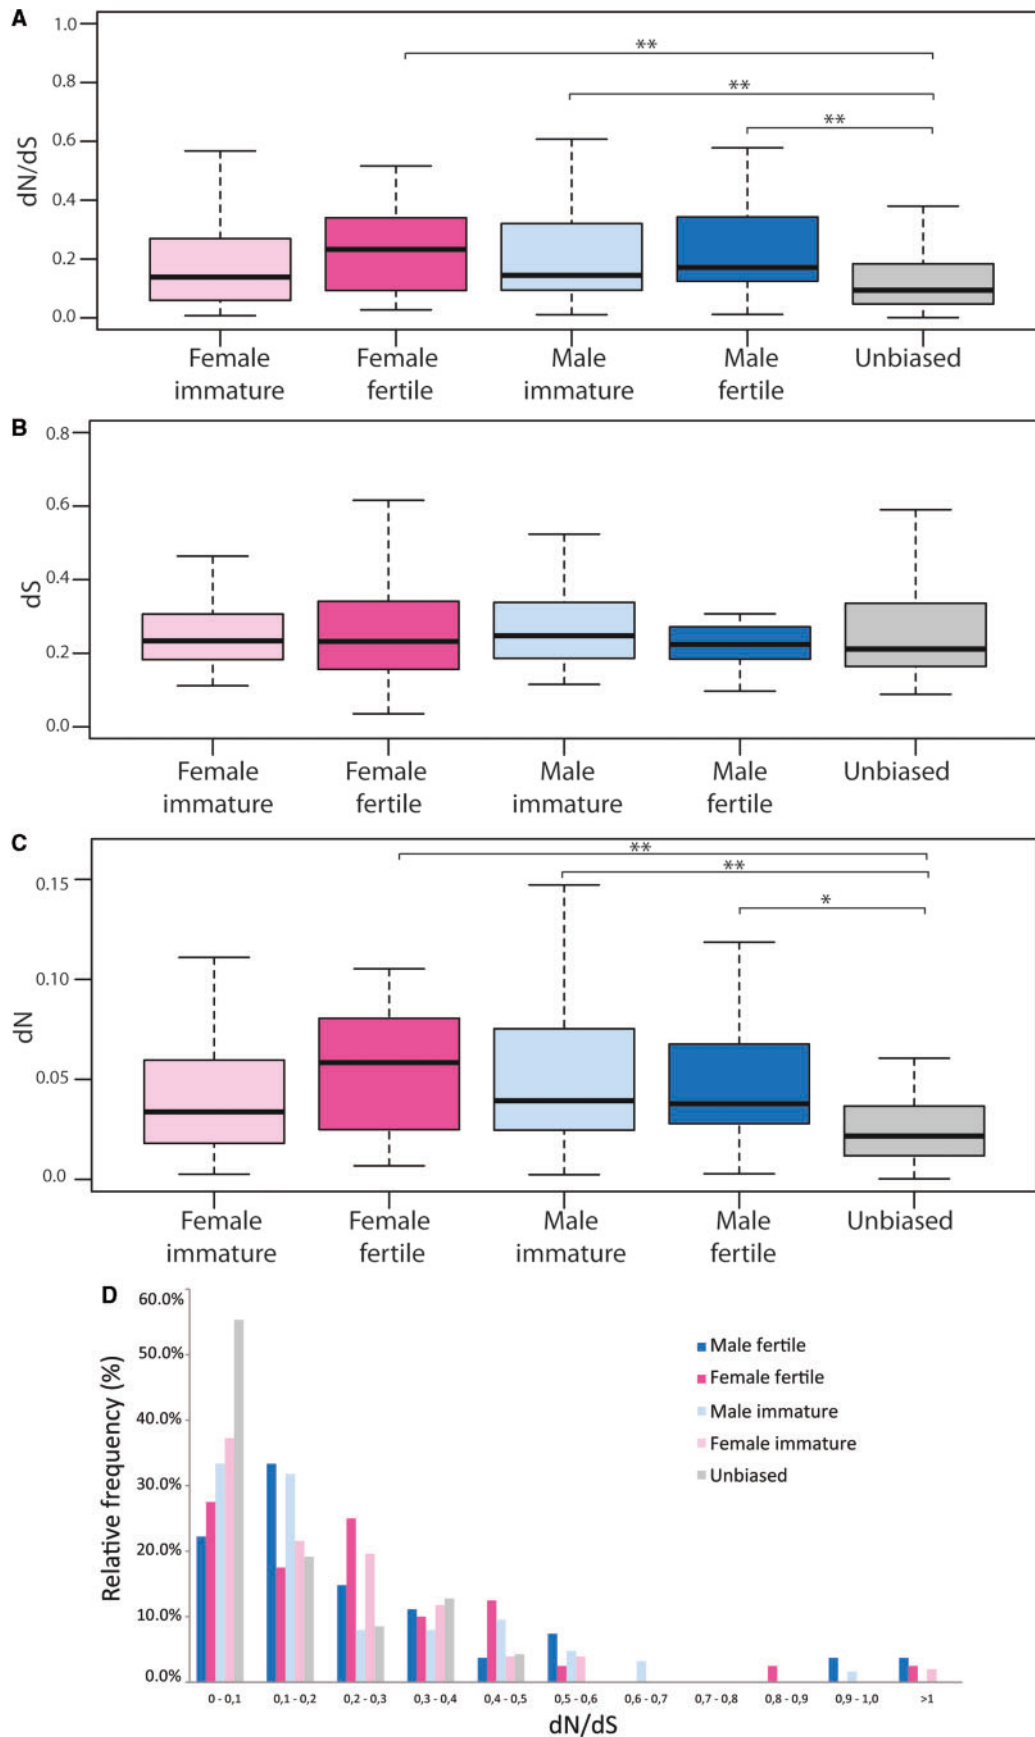 A
1.0
0.8
0.6
0.4
0.2
0.0
dN/dS
**
**
**
Female immature
Female fertile
Male immature
Male fertile
Unbiased
B
0.8
0.6
0.4
0.2
0.0
dS
Female immature
Female fertile
Male immature
Male fertile
Unbiased
C
0.15
0.10
0.05
0.0
dN
**
**
*
Female immature
Female fertile
Male immature
Male fertile
Unbiased
D
60.0%
50.0%
40.0%
30.0%
20.0%
10.0%
0.0%
Relative frequency (%)
Male fertile
Female fertile
Male immature
Female immature
Unbiased
0 - 0,1
0,1 - 0,2
0,2 - 0,3
0,3 - 0,4
0,4 - 0,5
0,5 - 0,6
0,6 - 0,7
0,7 - 0,8
0,8 - 0,9
0,9 - 1,0
>1
dN/dS